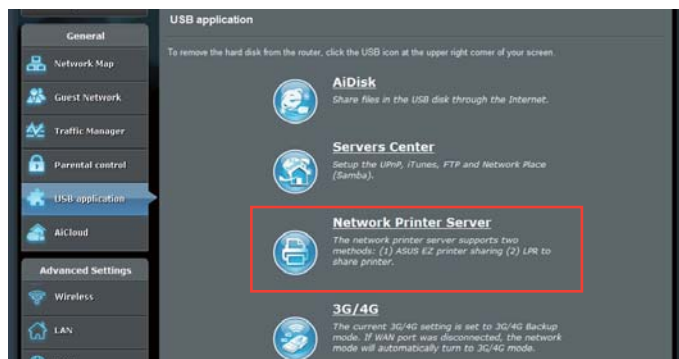 General
Network Map
Guest Network
Traffic Manager
Parental control
USB application
AiCloud
Advanced Settings
Wireless
LAN
USB application
To remove the hard disk from the router, click the USB icon at the upper right corner of your screen.
AiDisk
Share files in the USB disk through the Internet.
Servers Center
Setup the UPnP, iTunes, FTP and Network Place
(Samba).
Network Printer Server
The network printer server supports two
methods: (1) ASUS EZ printer sharing (2) LPR to
share printer.
3G/4G
The current 3G/4G setting is set to 3G/4G Backup
mode. If WAN port was disconnected, the network
mode will automatically turn to 3G/4G mode.